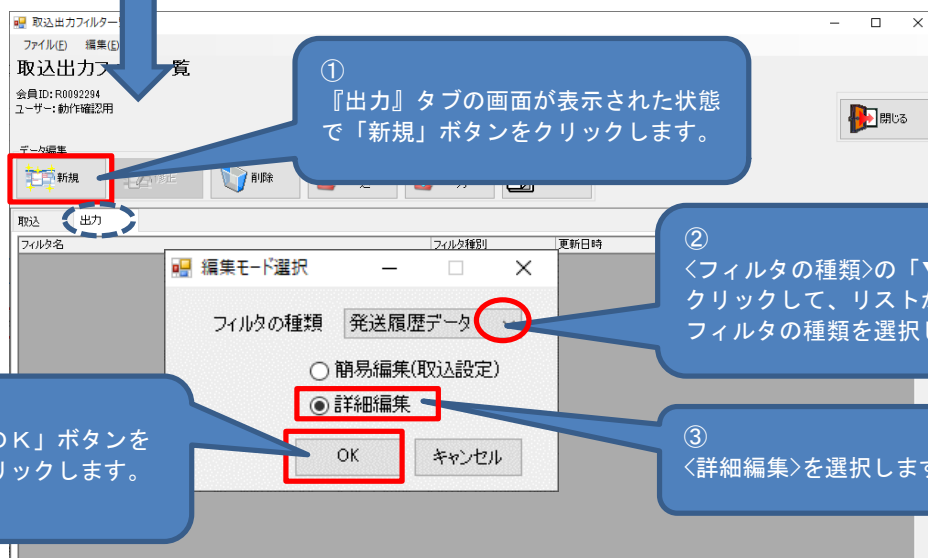 取込出力フィルター
ファイル(F) 編集(E)
取込出力フ 覧
会員ID:R0092294
ユーザー:動作確認用
①
『出力』タブの画面が表示された状態
で「新規」ボタンをクリックします。
閉じる
データ編集
新規
削除
取込 出力
フィルタ名 フィルタ種別 更新日時
②
<フィルタの種類>の「
クリックして、リスト
フィルタの種類を選択
編集モード選択
フィルタの種類 発送履歴データ
簡易編集(取込設定)
詳細編集
OK キャンセル
K」ボタンを
リックします。
③
<詳細編集>を選択します